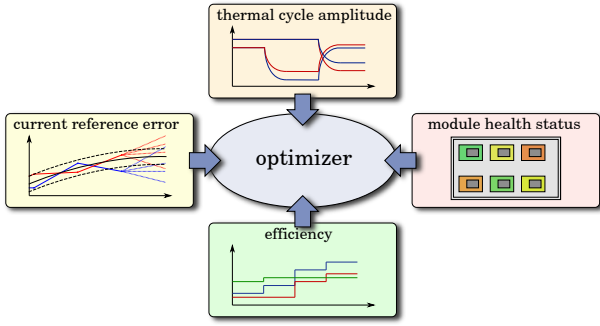 thermal cycle amplitude
current reference error
module health status
optimizer
efficiency